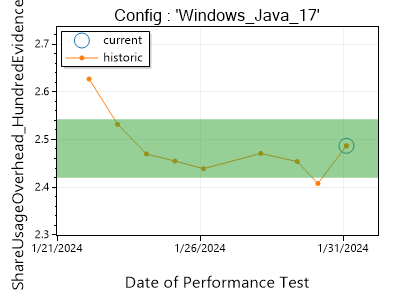 Config : 'Windows_Java_17'
current
historic
2.7
2.6
2.5
2.4
2.3
1/21/2024
1/26/2024
1/31/2024
Date of Performance Test
ShareUsageOverhead_HundredEvidence